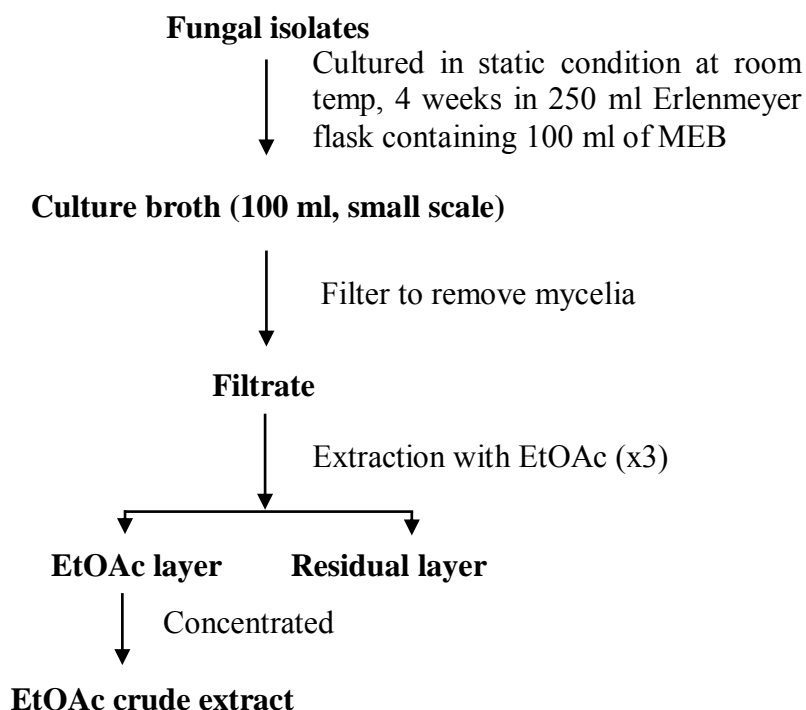 Fungal isolates
Cultured in static condition at room
temp, 4 weeks in 250 ml Erlenmeyer
flask containing 100 ml of MEB
Culture broth (100 ml, small scale)
Filter to remove mycelia
Filtrate
Extraction with EtOAc (x3)
EtOAc layer
Residual layer
Concentrated
EtOAc crude extract